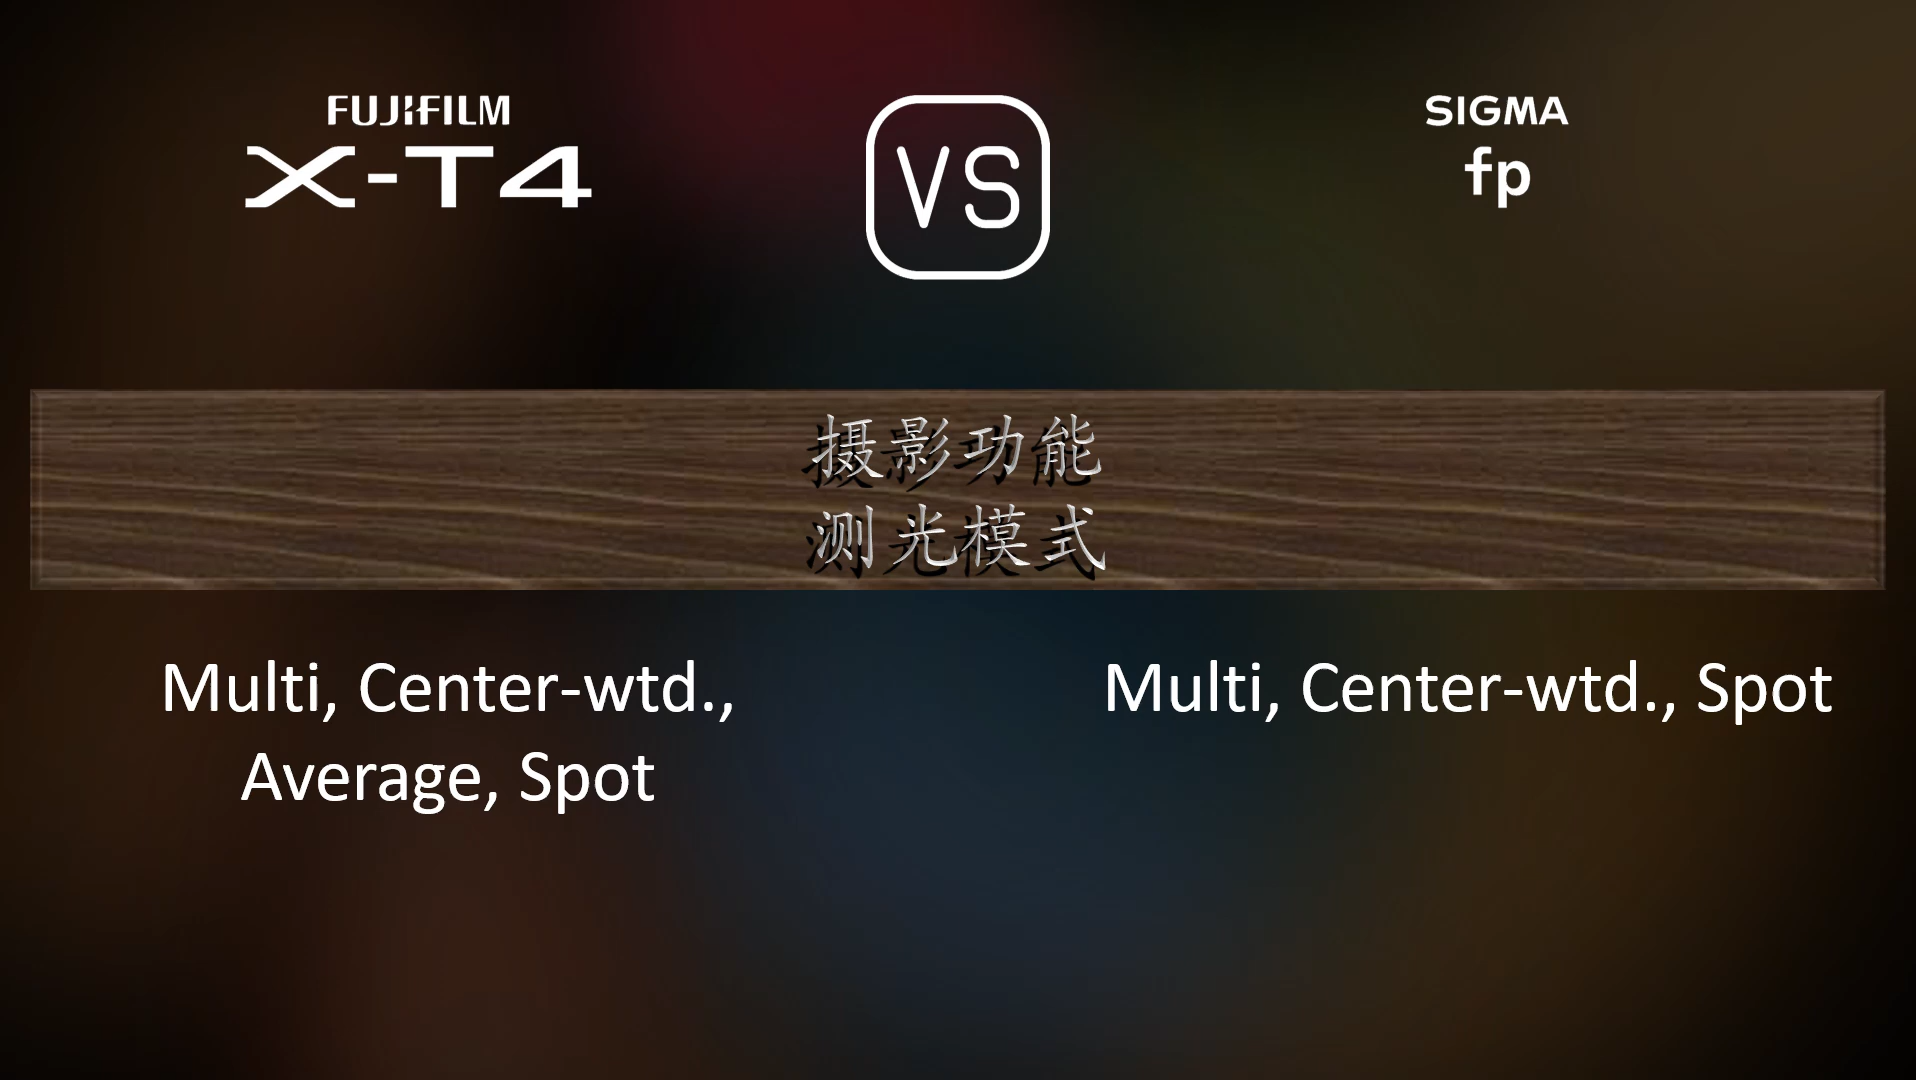 FUJIFILM
X-T4
VS
SIGMA
fp
摄影功能
测光模式
Multi, Center-wtd.,
Average, Spot
Multi, Center-wtd., Spot